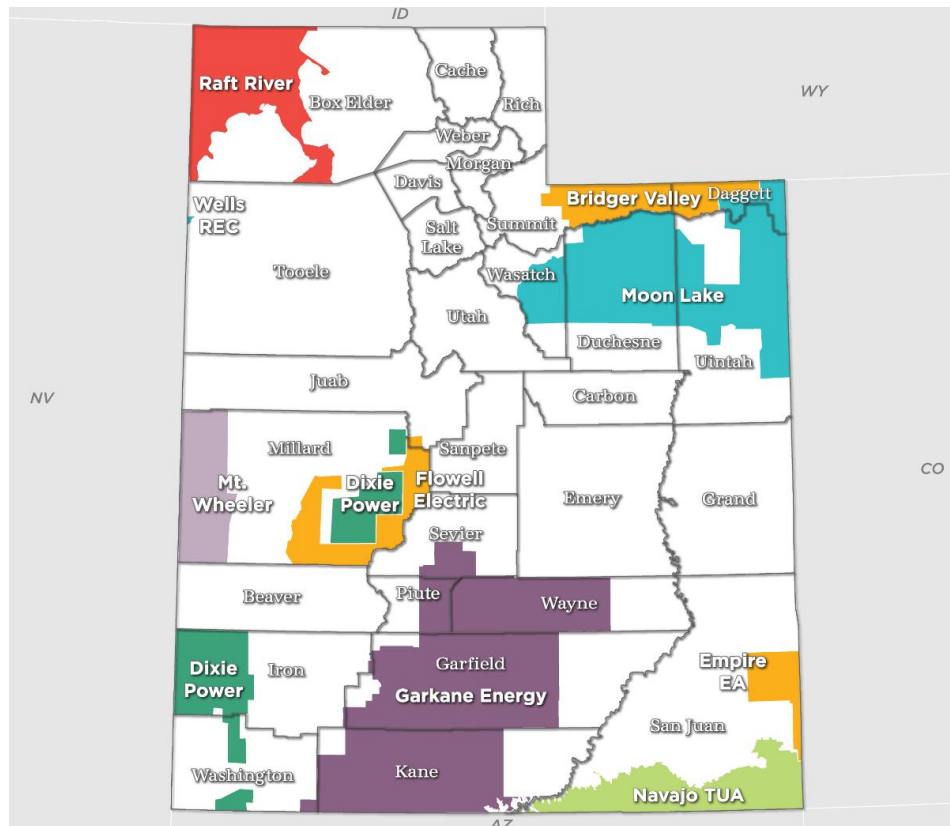 ID
Raft River
Cache
Box Elder
Rich
WY
Weber
Morgan
Davis
Wells
REC
Bridger Valley
Daggett
Salt
Lake
Summit
Tooele
Wasatch
Moon Lake
Utah
Duchesne
Uintah
Juab
Carbon
NV
Millard
Sanpete
CO
Mt.
Wheeler
Dixie
Power
Flowell
Electric
Emery
Grand
Sevier
Beaver
Piute
Wayne
Dixie
Power
Iron
Garfield
Garkane Energy
Empire
EA
San Juan
Washington
Kane
Navajo TUA
AZ